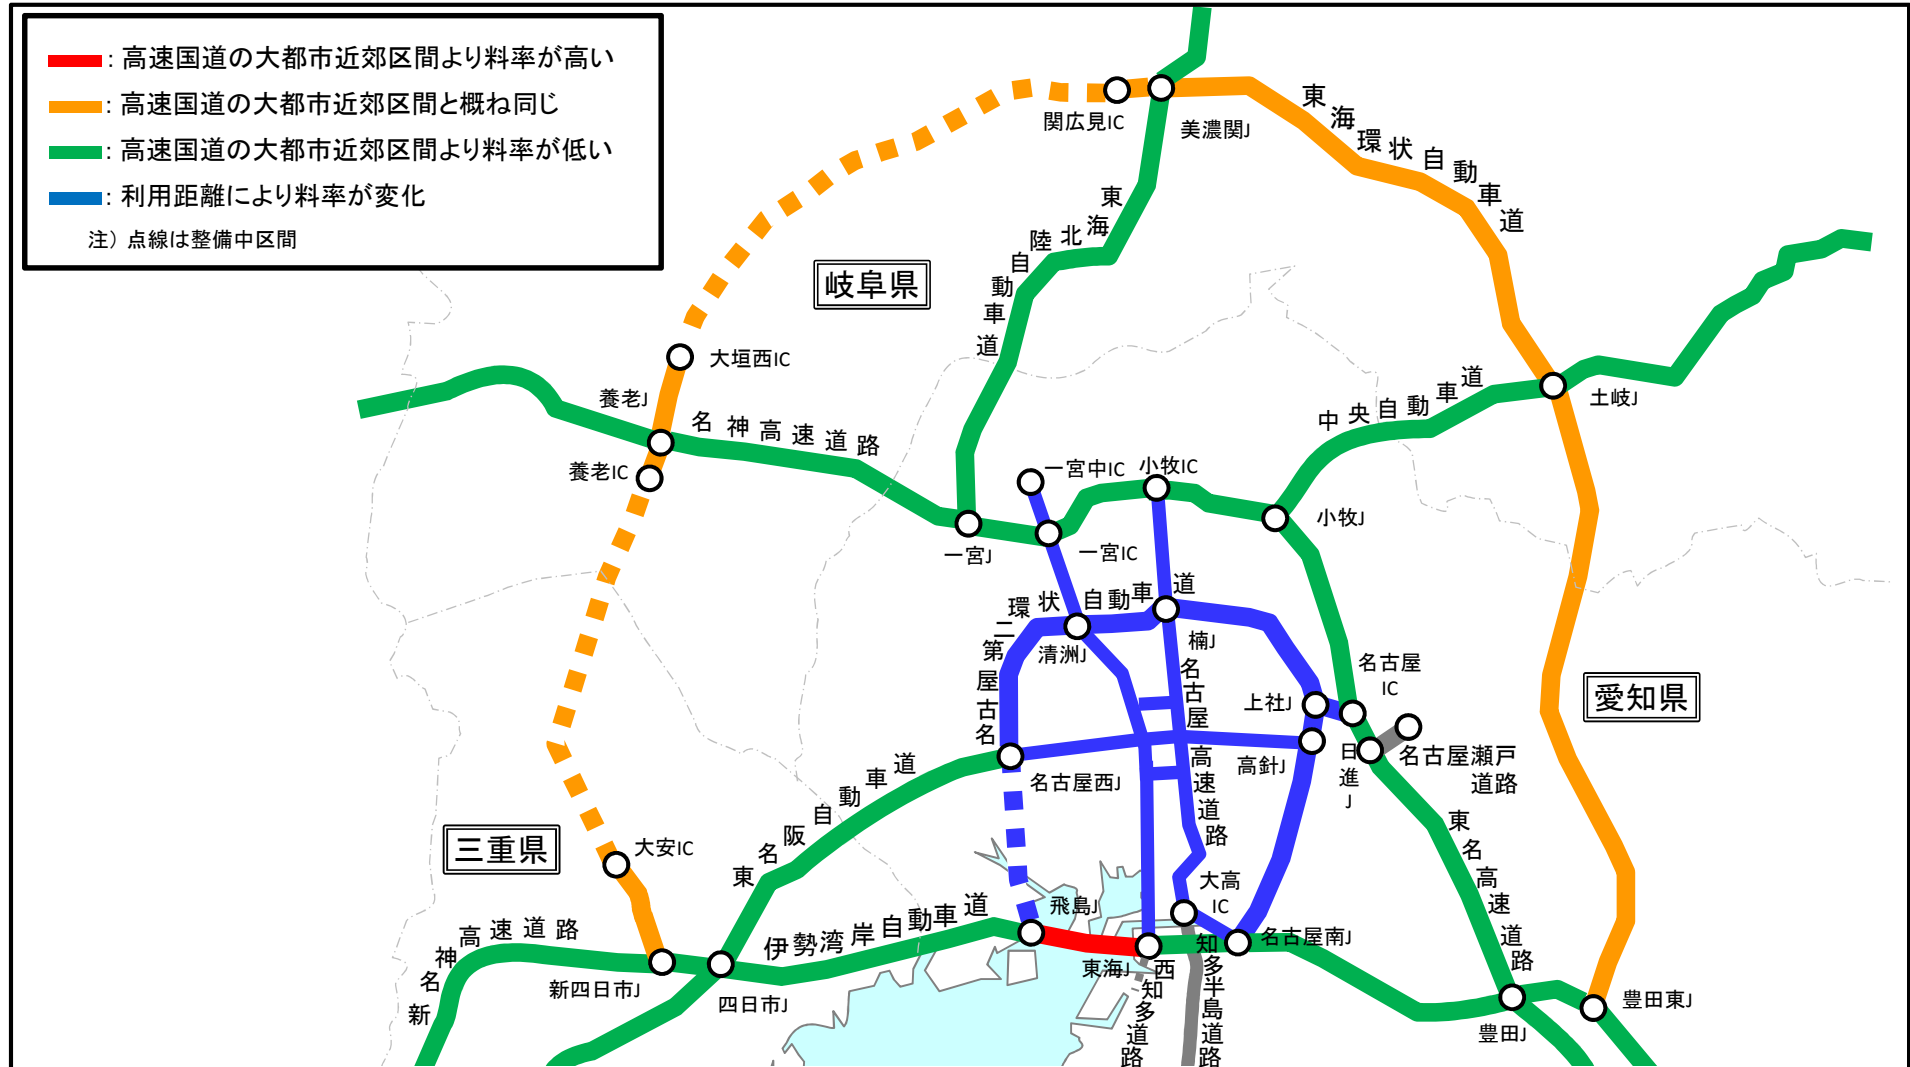 : 高速国道の大都市近郊区間より料率が高い
: 高速国道の大都市近郊区間と概ね同じ
: 高速国道の大都市近郊区間より料率が低い
: 利用距離により料率が変化
注）点線は整備中区間
関広見IC
美濃関J
東海環状自動車道
東海北陸自動車道
岐阜県
大垣西IC
養老J
名神高速道路
養老IC
中央自動車道
土岐J
一宮中IC
小牧IC
小牧J
一宮J
一宮IC
名古屋第二環状自動車道
清洲J
楠J
名古屋
IC
上社J
愛知県
名古屋高速道路
高針J
日進J
名古屋瀬戸
道路
名古屋西J
東名阪自動車道
三重県
大安IC
東名高速道路
大高
IC
飛島J
伊勢湾岸自動車道
名古屋南J
新名神高速道路
新四日市J
四日市J
東海J
西知多道路
知多半島道路
豊田J
豊田東J